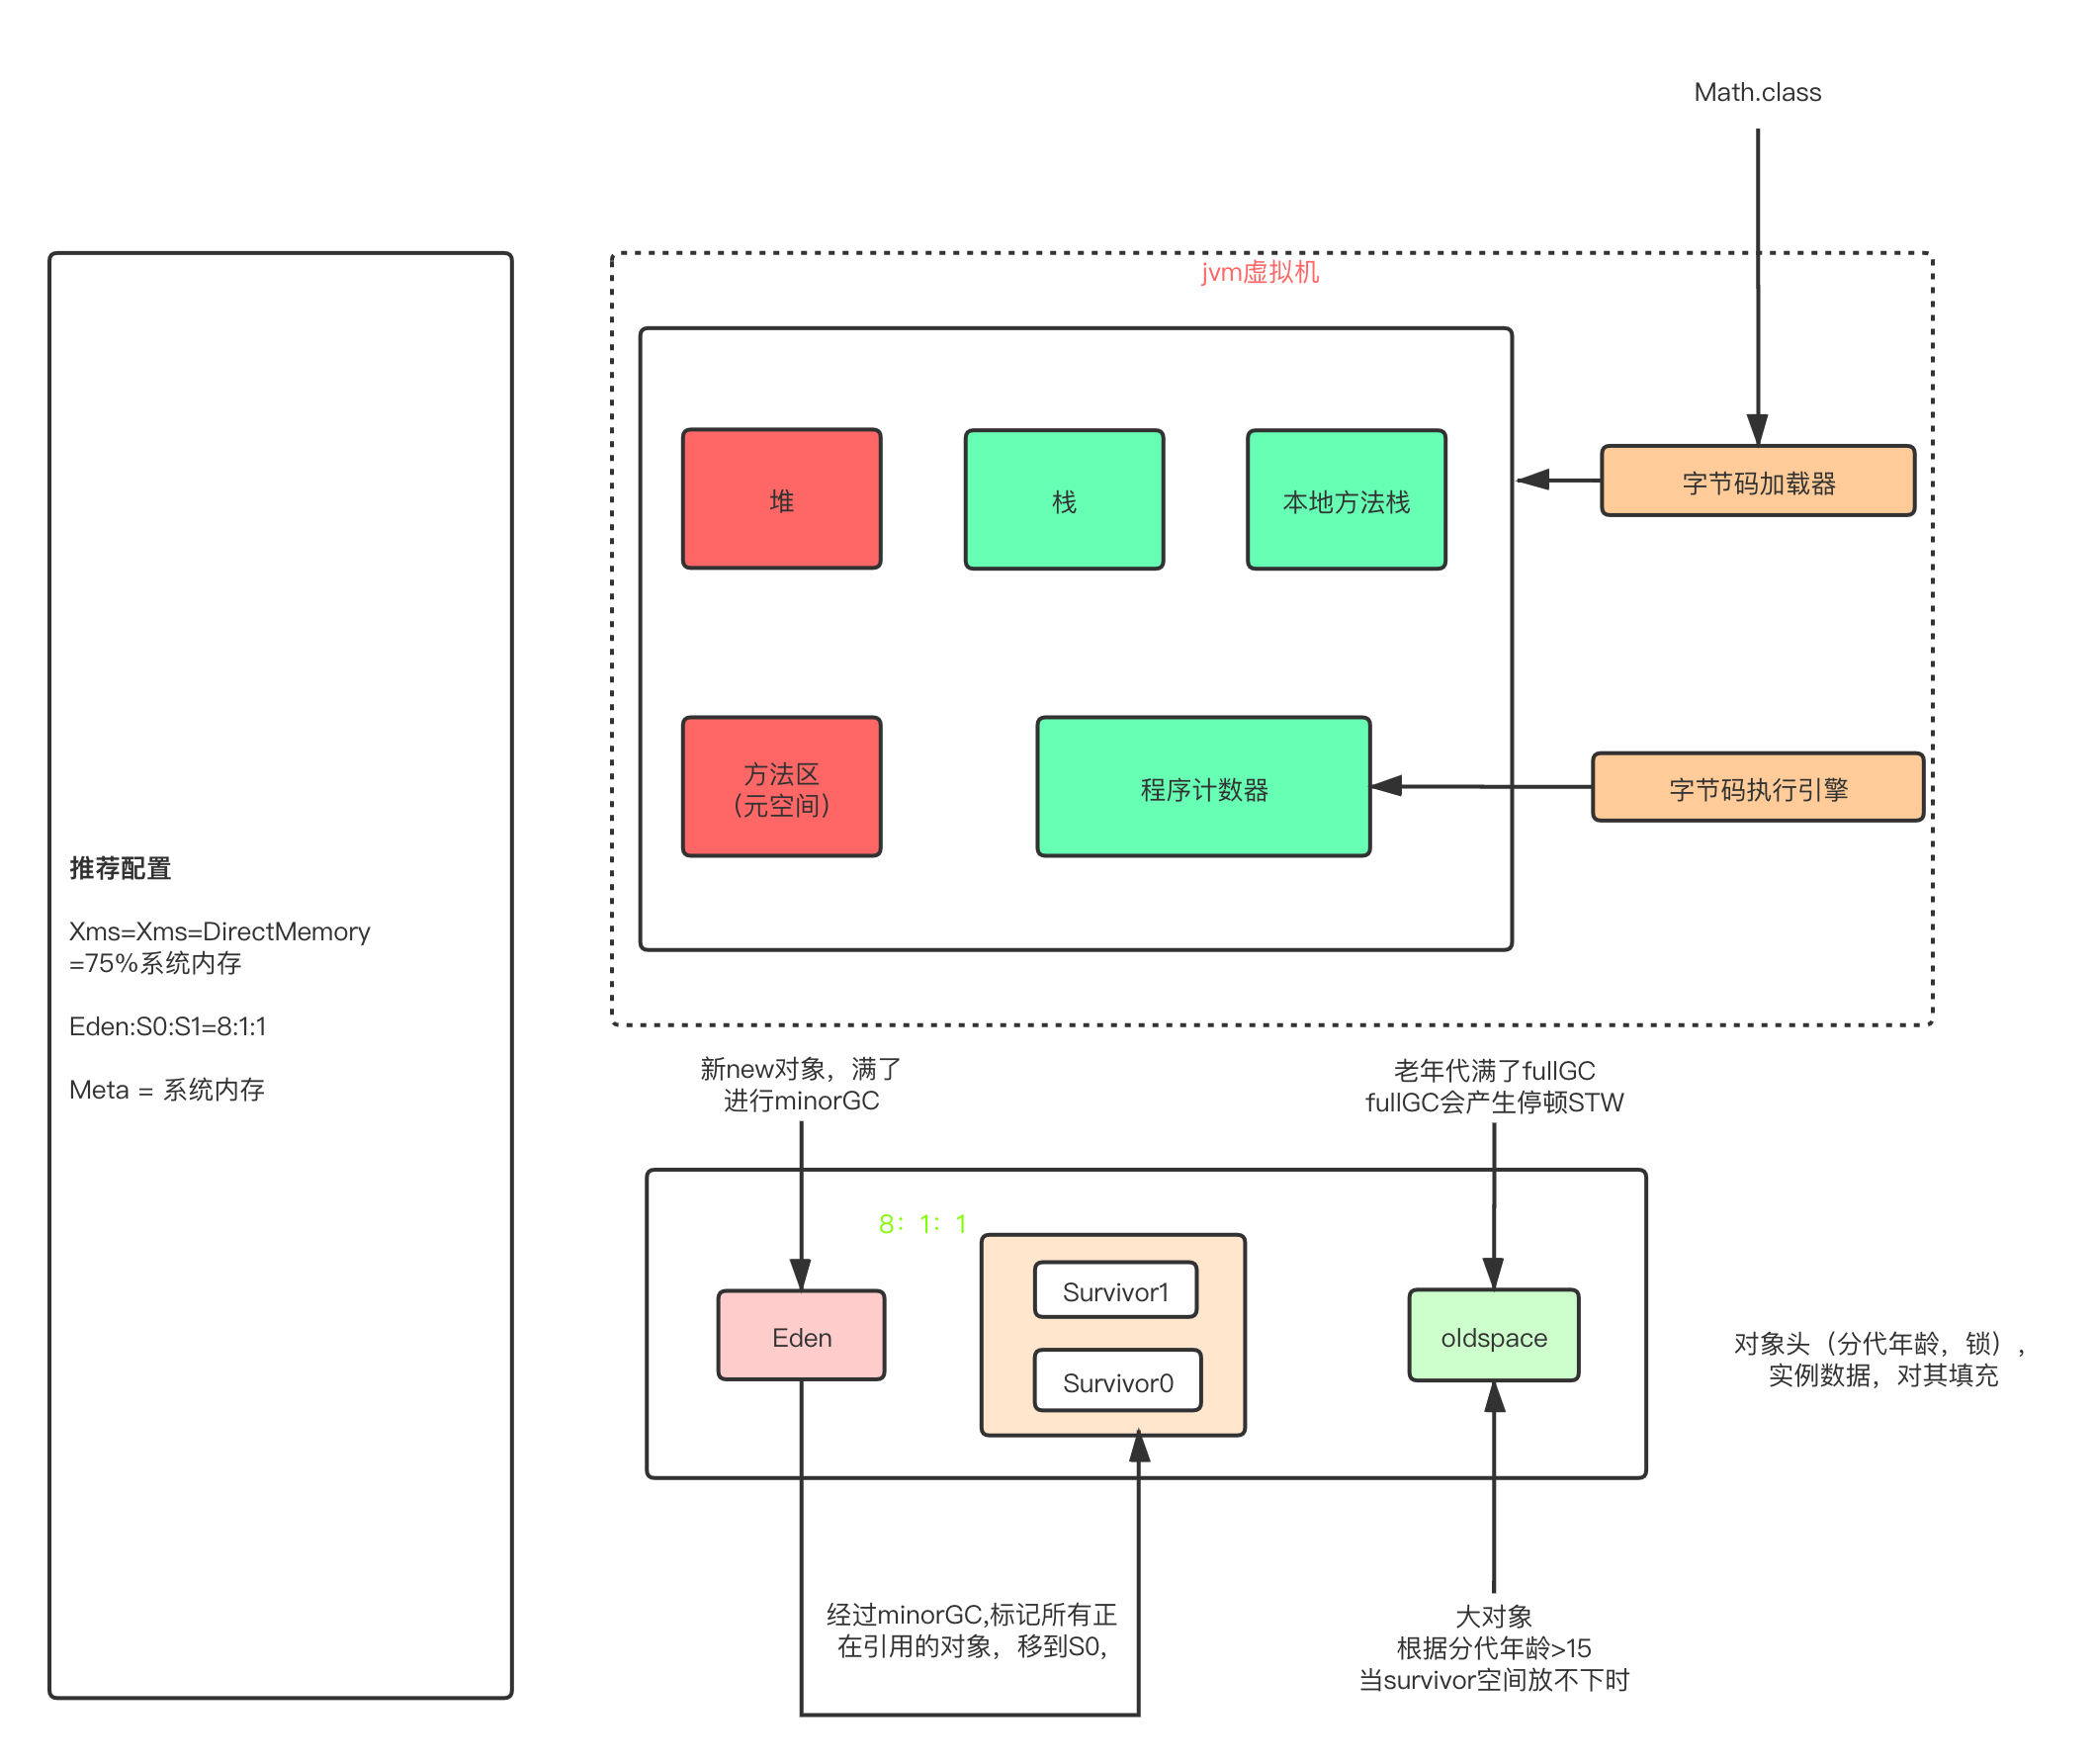 Math.class
jvm虚拟机
堆
栈
本地方法栈
字节码加载器
方法区
（元空间）
程序计数器
字节码执行引擎
推荐配置
Xms=Xms=DirectMemory
=75%系统内存
Eden:S0:S1=8:1:1
Meta = 系统内存
新new对象，满了
进行minorGC
老年代满了fullGC
fullGC会产生停顿STW
8：1：1
Survivor1
Eden
Survivor0
oldspace
对象头（分代年龄，锁），
实例数据，对其填充
经过minorGC,标记所有正
在引用的对象，移到S0，
大对象
根据分代年龄>15
当survivor空间放不下时